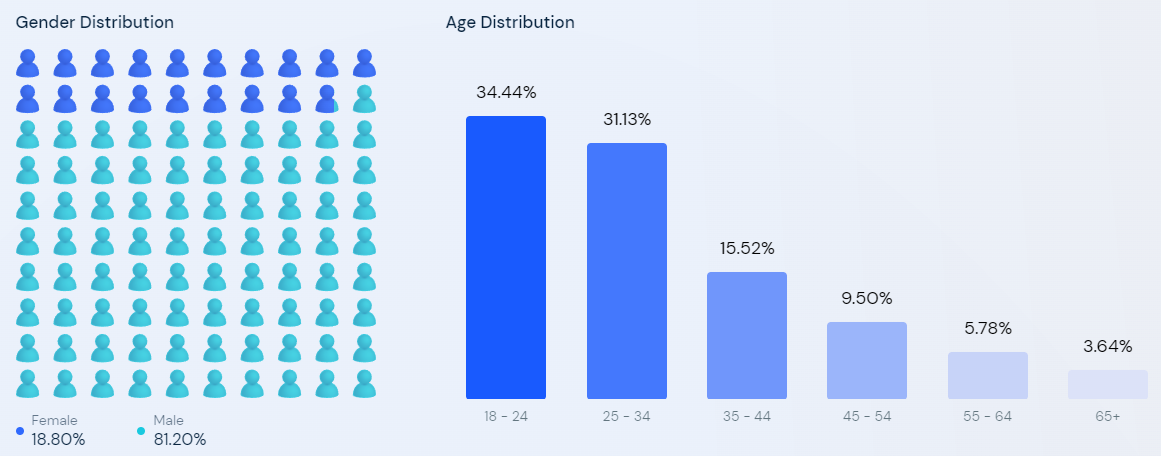 Gender Distribution
Female
18.80%
Male
81.20%
Age Distribution
34.44%
31.13%
15.52%
9.50%
5.78%
3.64%
18 - 24
25 - 34
35 - 44
45 - 54
55 - 64
65+